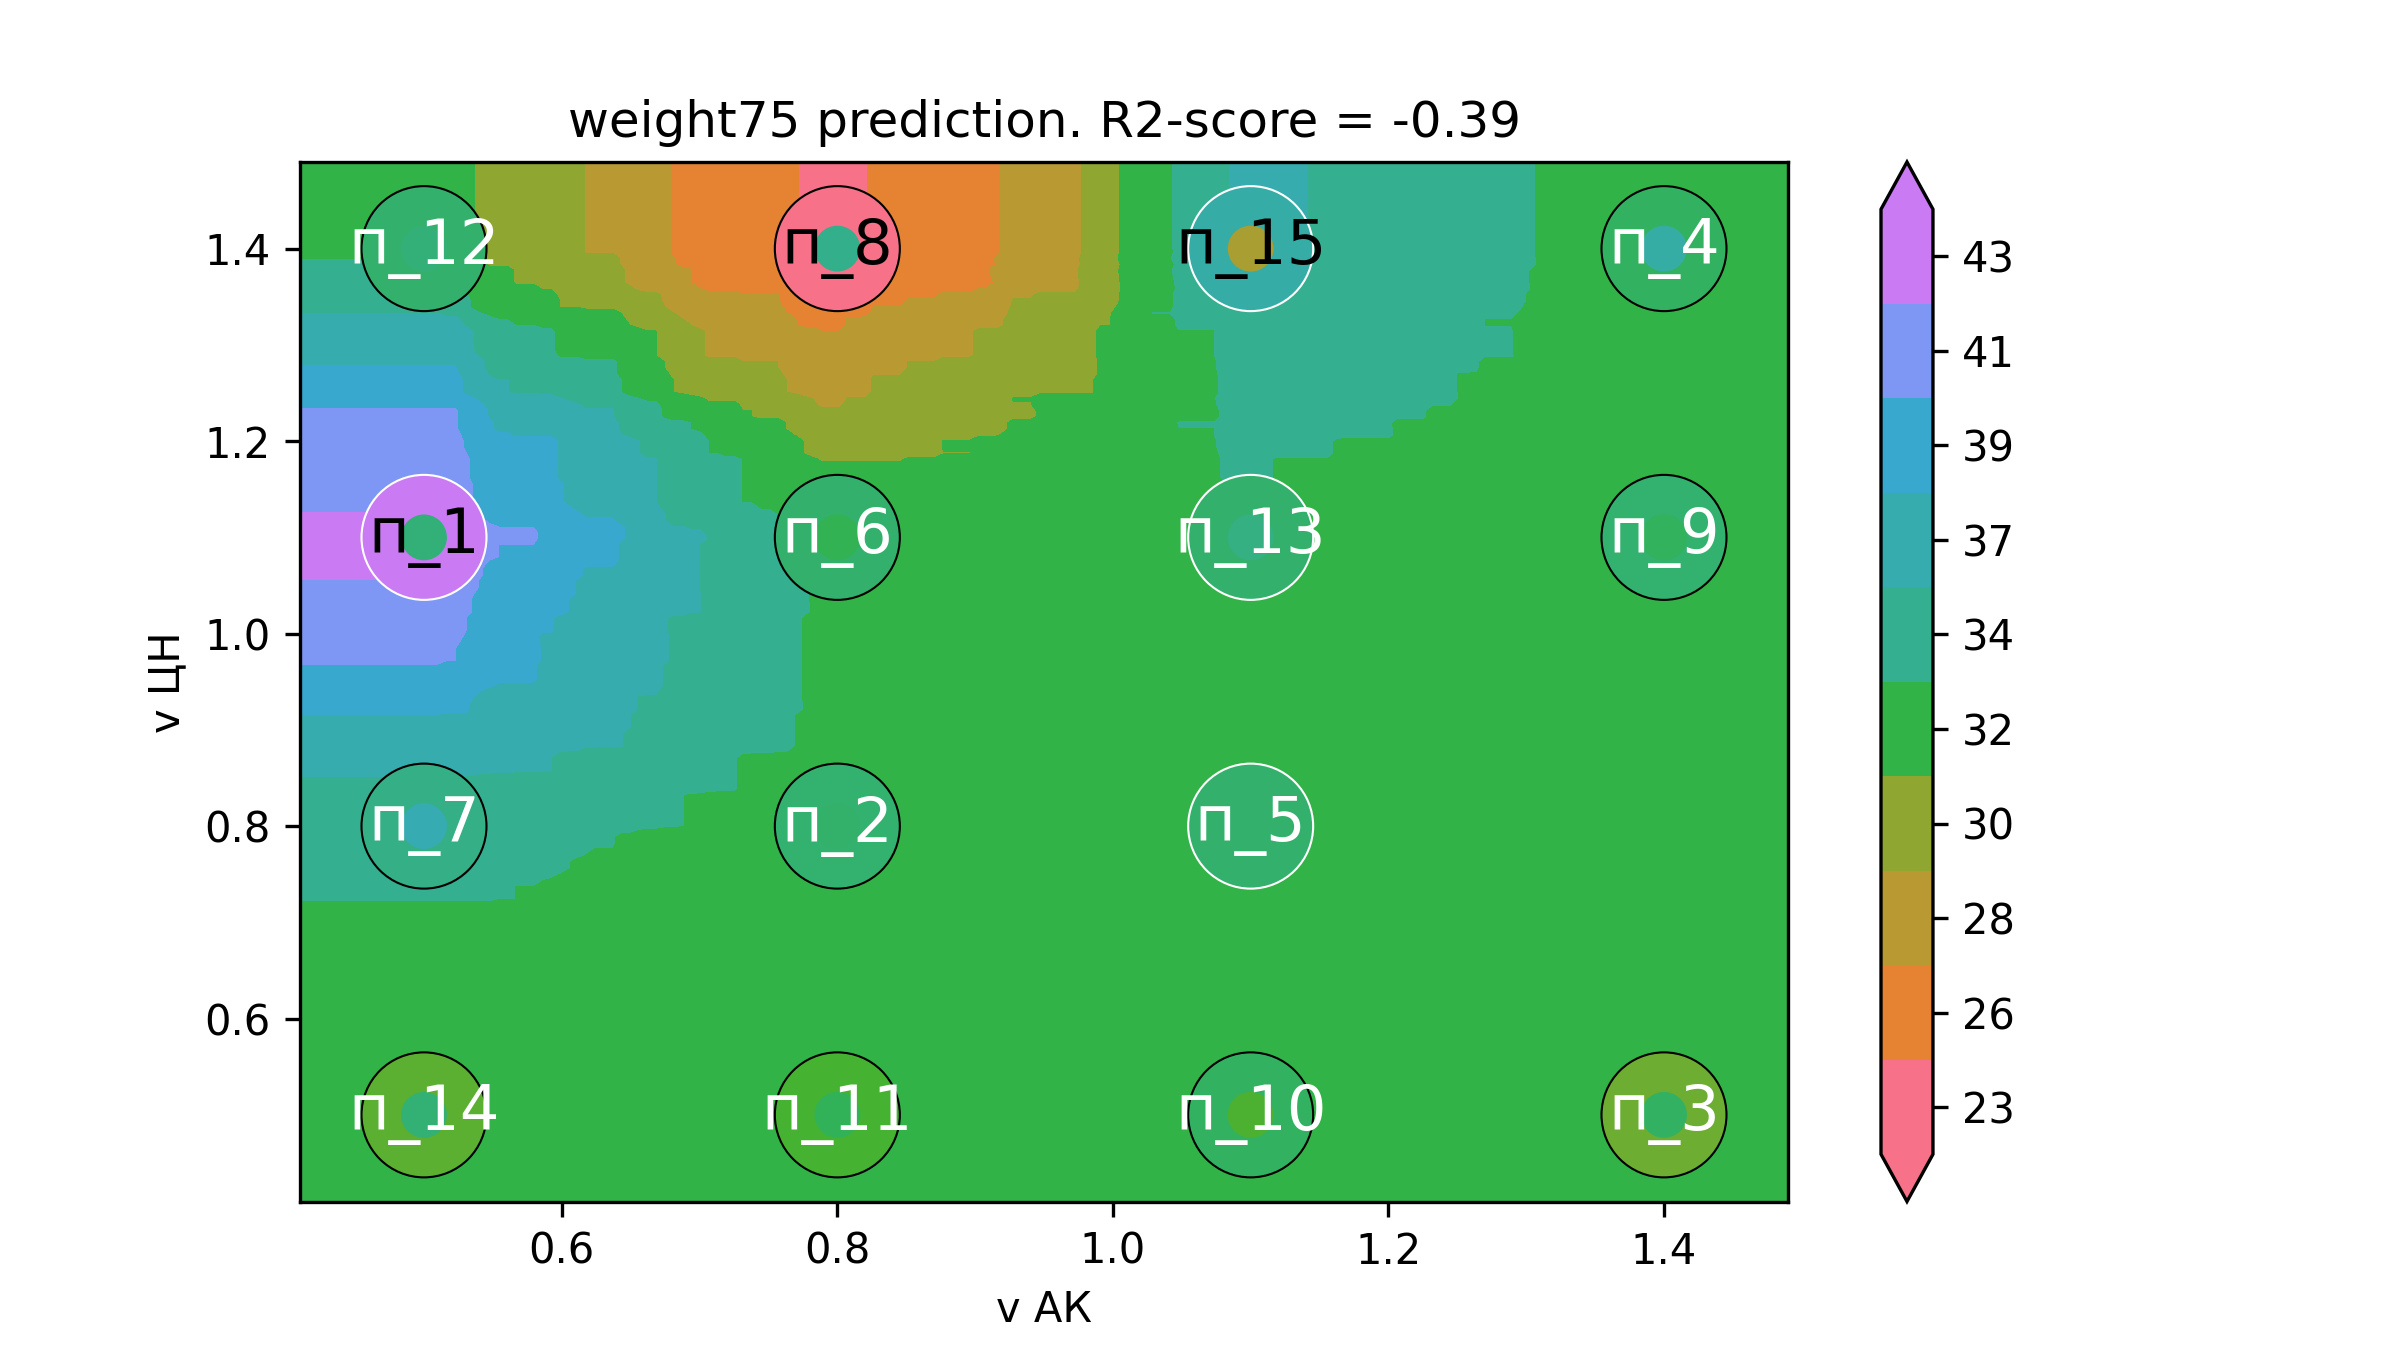 weight75 prediction. R2-score = -0.39
п_12 п_8 п_15 п_4
п_1 п_6 п_13 п_9
п_7 п_2 п_5
п_14 п_11 п_10 п_3
1.4
1.2
1.0
0.8
0.6
v ЦН
0.6 0.8 1.0 1.2 1.4
v АК
43
41
39
37
34
32
30
28
26
23